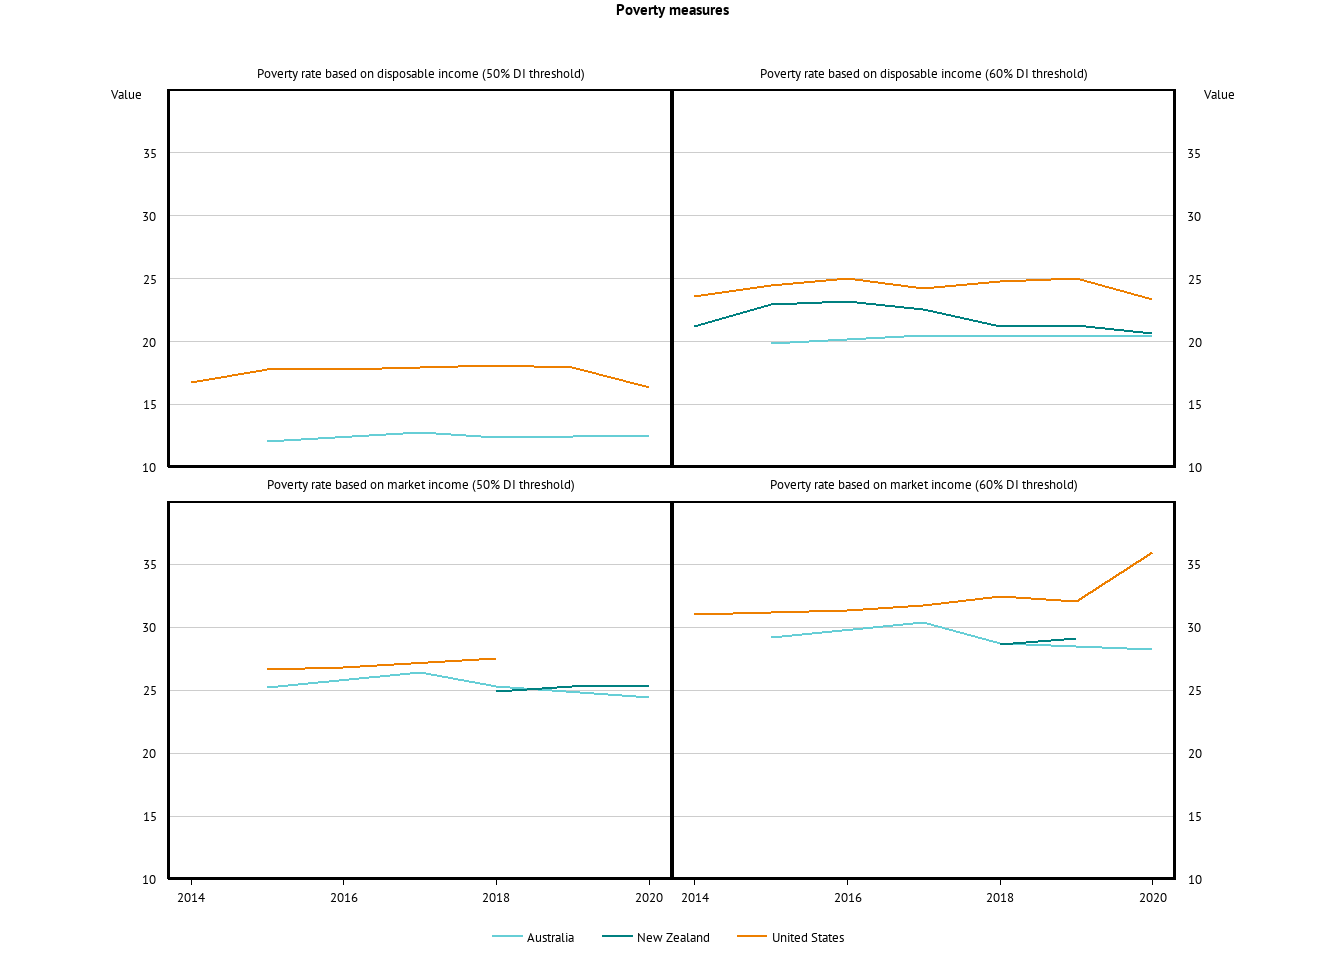 Poverty measures
Poverty rate based on disposable income (50% DI threshold)
Poverty rate based on disposable income (60% DI threshold)
Value
Value
35
35
30
30
25
25
20
20
15
15
10
10
Poverty rate based on market income (50% DI threshold)
Poverty rate based on market income (60% DI threshold)
35
35
30
30
25
25
20
20
15
15
10
10
2014 2016 2018 2020 2014 2016 2018 2020
Australia New Zealand United States